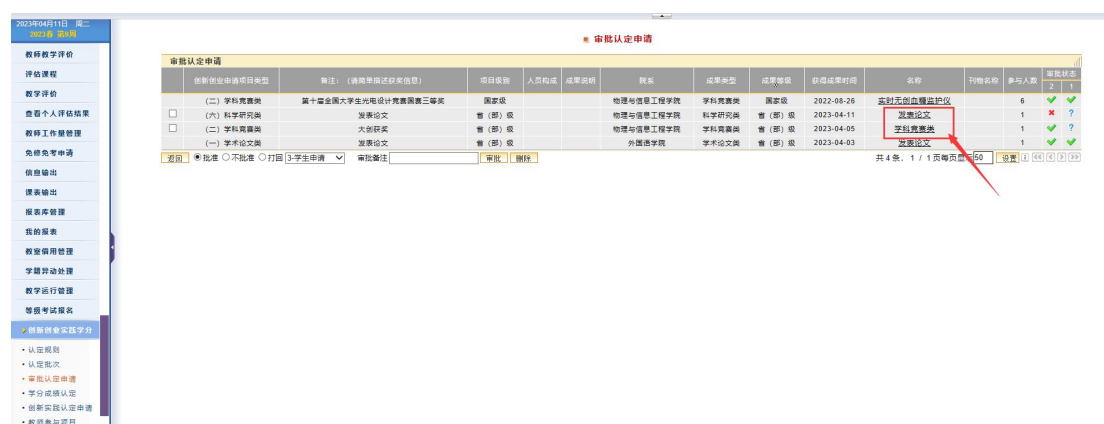 2023年04月11日 周二
2023春 第8周
教师教学评价
评估课程
教学评价
查看个人评估结果
教师工作量管理
免修免考申请
信息输出
课表输出
报表库管理
我的报表
教室借用管理
学籍异动处理
教学运行管理
等级考试报名
创新创业实践学分
• 认定规则
• 认定批次
• 审批认定申请
• 学分成绩认定
• 创新实践认定申请
• 教师参与项目
审批认定申请
审批认定申请
创新创业申请项目类型 备注：（请简单描述获奖信息） 项目级别 人员构成 成果说明 院系 成果类型 成果等级 获得成果时间 名称 刊物名称 参与人数 审批状态 2 1
（二）学科竞赛类 第十届全国大学生光电设计竞赛国赛三等奖 国家级 物理与信息工程学院 学科竞赛类 国家级 2022-08-26 实时无创血糖监护仪 6
（六）科学研究类 发表论文 省（部）级 物理与信息工程学院 科学研究类 省（部）级 2023-04-11 发表论文 1 ?
（二）学科竞赛类 大创获奖 省（部）级 物理与信息工程学院 学科竞赛类 省（部）级 2023-04-05 学科竞赛类 1 ?
（一）学术论文类 发表论文 省（部）级 外国语学院 学术论文类 省（部）级 2023-04-03 发表论文 1
返回 批准 不批准 打回 3-学生申请 审批备注 审批 删除 共4条，1 / 1页每页显示 50 设置